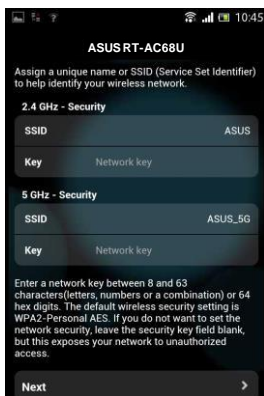 10:45
ASUS RT-AC68U
Assign a unique name or SSID (Service Set Identifier)
to help identify your wireless network.
2.4 GHz - Security
SSID ASUS
Key Network key
5 GHz - Security
SSID ASUS_5G
Key Network key
Enter a network key between 8 and 63
characters(letters, numbers or a combination) or 64
hex digits. The default wireless security setting is
WPA2-Personal AES. If you do not want to set the
network security, leave the security key field blank,
but this exposes your network to unauthorized
access.
Next